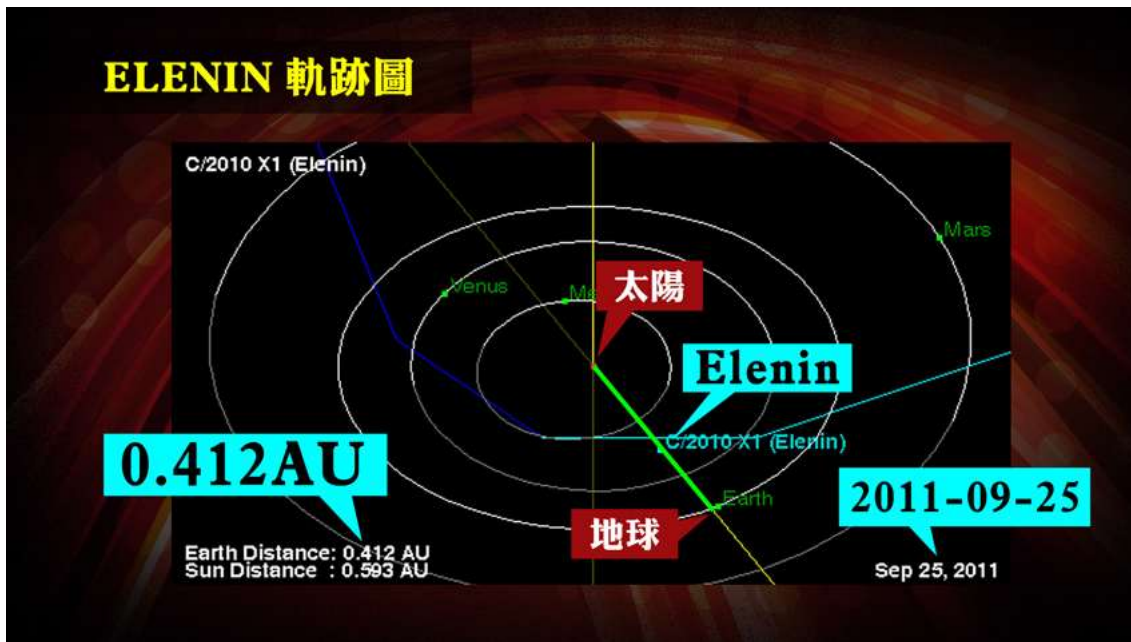 ELENIN 軌跡圖
C/2010 X1 (Elenin)
Mars
Venus
太陽
Elenin
C/2010 X1 (Elenin)
0.412AU
2011-09-25
Earth
地球
Earth Distance: 0.412 AU
Sun Distance : 0.593 AU
Sep 25, 2011